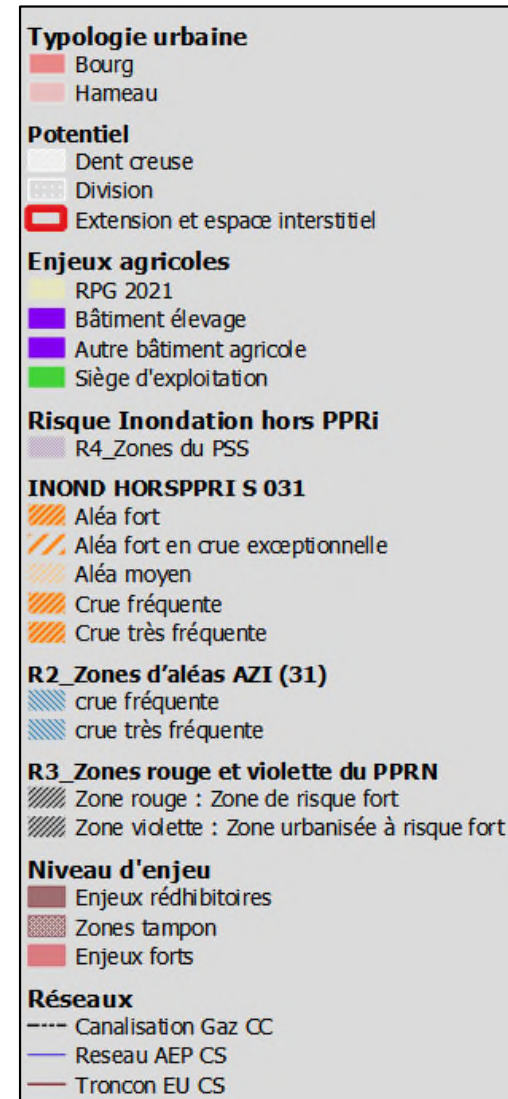 Typologie urbaine
Bourg
Hameau
Potentiel
Dent creuse
Division
Extension et espace interstitiel
Enjeux agricoles
RPG 2021
Bâtiment élevage
Autre bâtiment agricole
Siège d'exploitation
Risque Inondation hors PPRi
R4_Zones du PSS
INOND HORSPPRI S 031
Aléa fort
Aléa fort en crue exceptionnelle
Aléa moyen
Crue fréquente
Crue très fréquente
R2_Zones d’aléas AZI (31)
crue fréquente
crue très fréquente
R3_Zones rouge et violette du PPRN
Zone rouge : Zone de risque fort
Zone violette : Zone urbanisée à risque fort
Niveau d'enjeu
Enjeux rédhibitoires
Zones tampon
Enjeux forts
Réseaux
Canalisation Gaz CC
Reseau AEP CS
Troncon EU CS